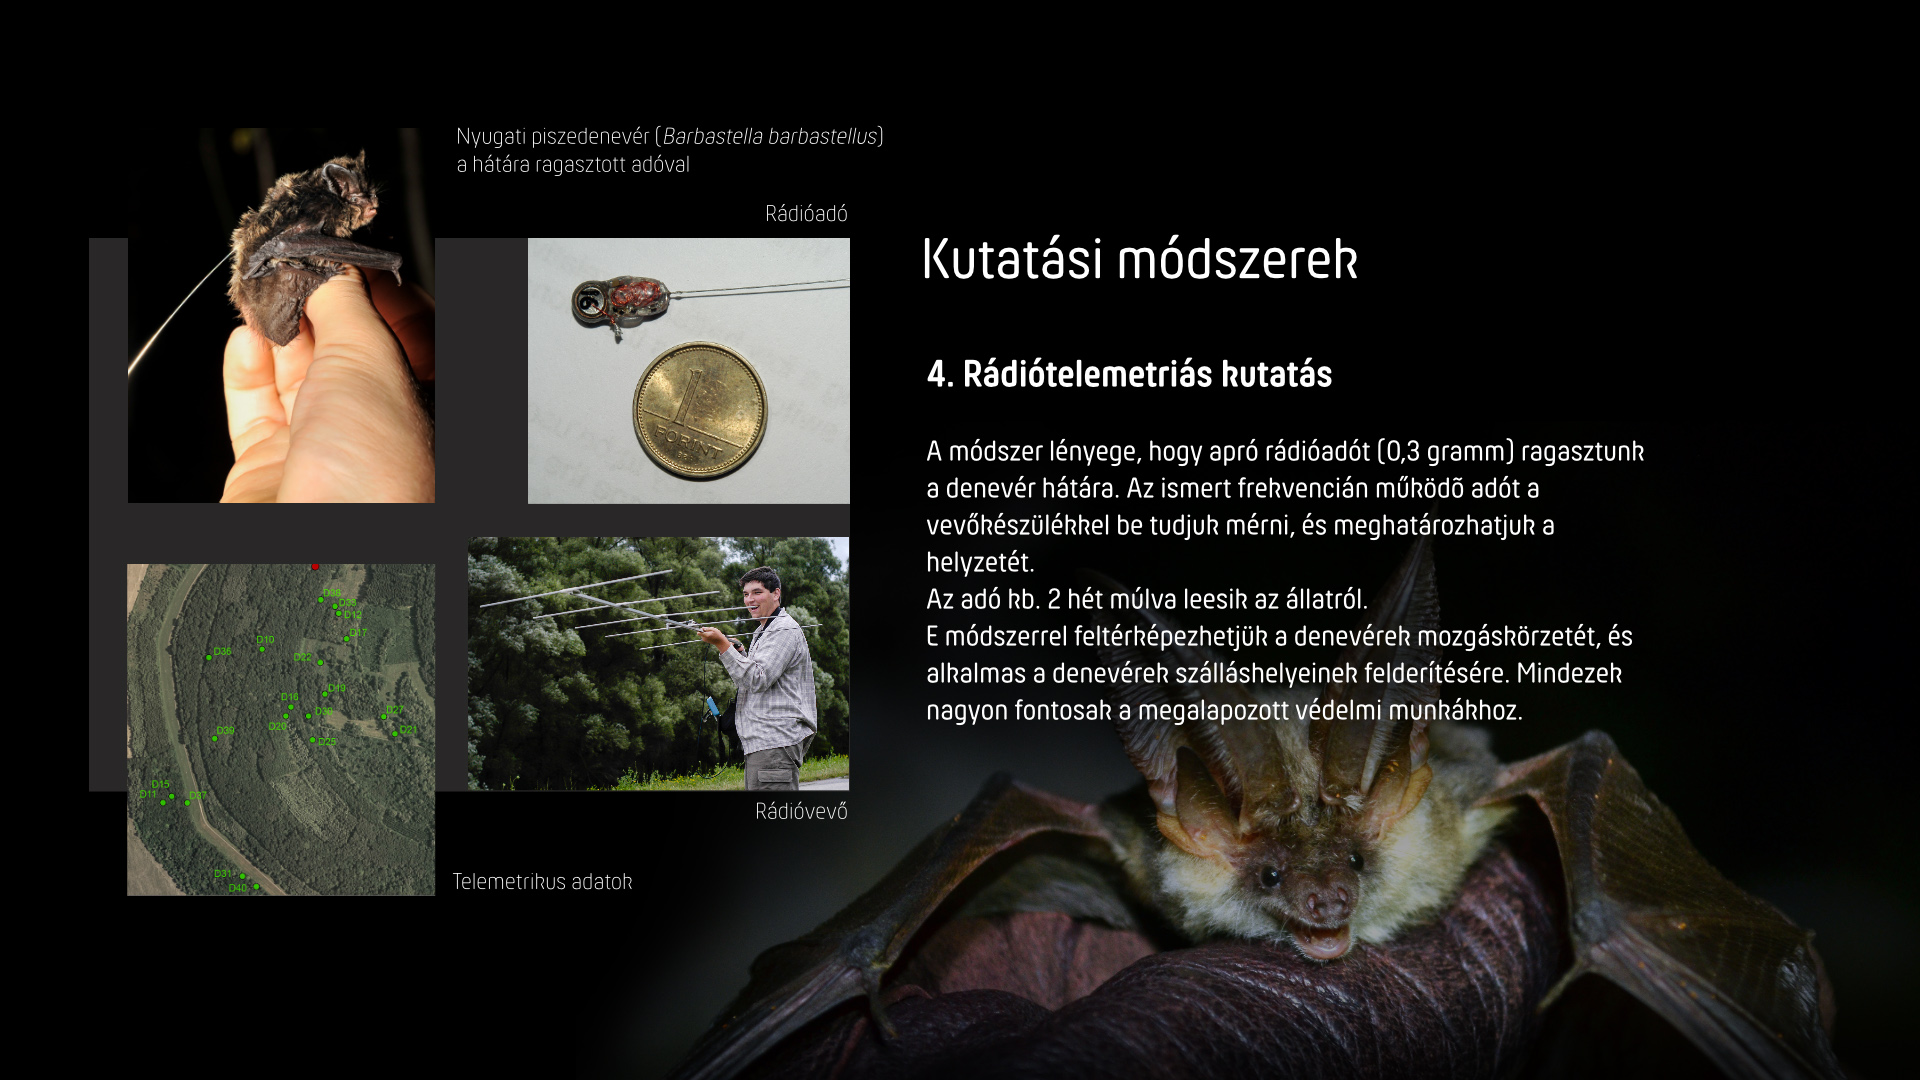 Nyugati piszedenevér (Barbastella barbastellus)
a hátára ragasztott adóval
Rádióadó
1
FORINT
Kutatási módszerek
4. Rádiótelemetriás kutatás
A módszer lényege, hogy apró rádióadót (0,3 gramm) ragasztunk
a denevér hátára. Az ismert frekvencián működõ adót a
vevőkészülékkel be tudjuk mérni, és meghatározhatjuk a
helyzetét.
Az adó kb. 2 hét múlva leesik az állatról.
E módszerrel feltérképezhetjük a denevérek mozgáskörzetét, és
alkalmas a denevérek szálláshelyeinek felderítésére. Mindezek
nagyon fontosak a megalapozott védelmi munkákhoz.
D12
D17
D10
D36
D22
D19
D16
D27
D20
D21
D39
D25
D15
D11
D37
D31
D40
Rádióvevő
Telemetrikus adatok